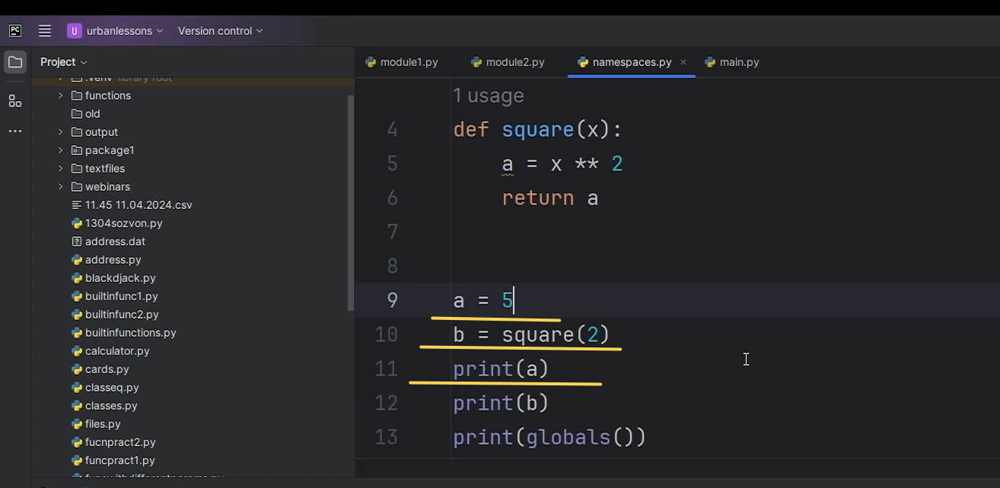 PC
U urbanlessons Version control
Project module1.py module2.py namespaces.py main.py
.venv library root
functions
old
output
package1
textfiles
webinars
11.45 11.04.2024.csv
1304sozvon.py
address.dat
address.py
blackdjack.py
builtinfunc1.py
builtinfunc2.py
builtinfunctions.py
calculator.py
cards.py
classeq.py
classes.py
files.py
fucnpract2.py
funcpract1.py
1 usage
4 def square(x):
5 a = x ** 2
6 return a
7
8
9 a = 5
10 b = square(2)
11 print(a)
12 print(b)
13 print(globals())